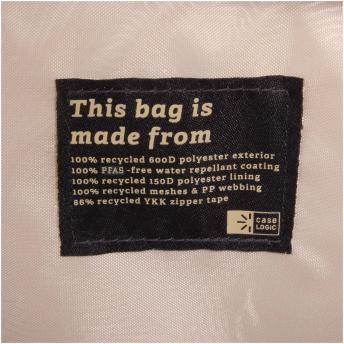 This bag is
made from
100% recycled 600D polyester exterior
100% PFAS -free water repellant coating
100% recycled 150D polyester lining
100% recycled meshes & PP webbing
86% recycled YKK zipper tape
case
LOGIC